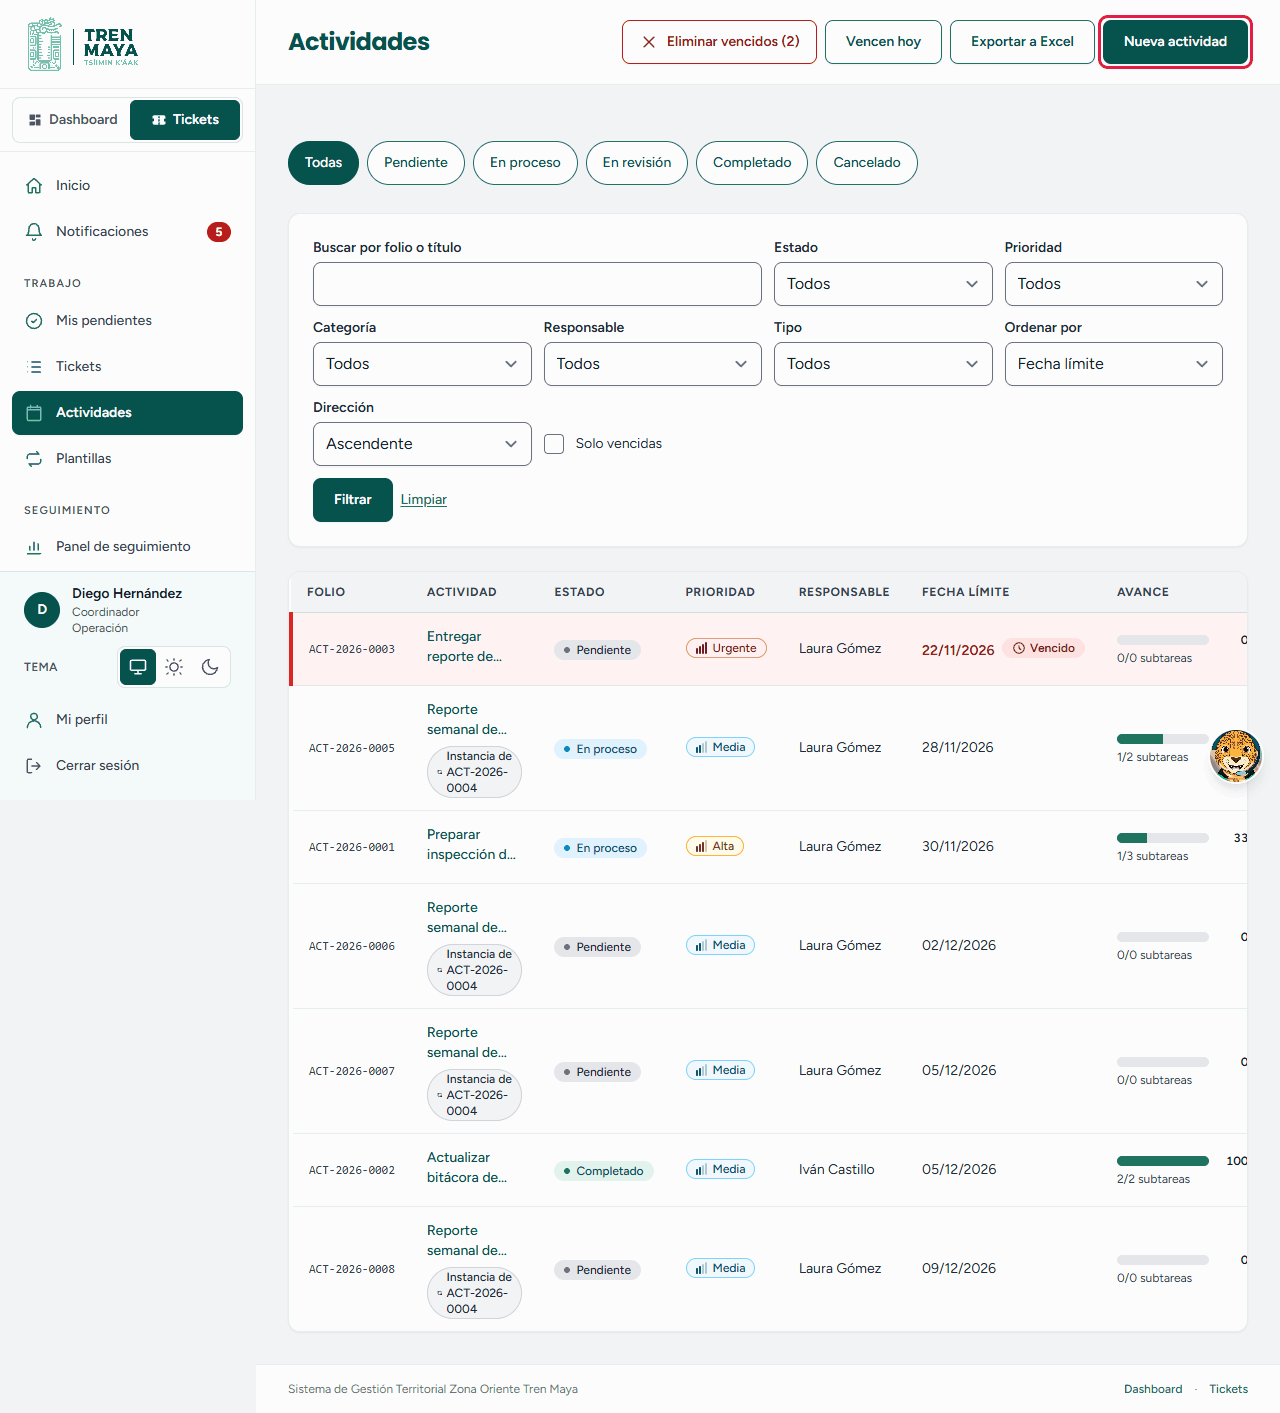 TREN
MAYA
TSÍIMIN K'ÁAK
Dashboard
Tickets
Inicio
Notificaciones
5
TRABAJO
Mis pendientes
Tickets
Actividades
Plantillas
SEGUIMIENTO
Panel de seguimiento
D
Diego Hernández
Coordinador
Operación
TEMA
Mi perfil
Cerrar sesión
Actividades
Eliminar vencidos (2)
Vencen hoy
Exportar a Excel
Nueva actividad
Todas
Pendiente
En proceso
En revisión
Completado
Cancelado
Buscar por folio o título
Estado
Prioridad
Todos
Todos
Categoría
Responsable
Tipo
Ordenar por
Todos
Todos
Todos
Fecha límite
Dirección
Ascendente
Solo vencidas
Filtrar
Limpiar
FOLIO ACTIVIDAD ESTADO PRIORIDAD RESPONSABLE FECHA LÍMITE AVANCE
ACT-2026-0003
Entregar
reporte de...
Pendiente
Urgente
Laura Gómez
22/11/2026
Vencido
0
0/0 subtareas
ACT-2026-0005
Reporte
semanal de...
Instancia de
ACT-2026-
0004
En proceso
Media
Laura Gómez
28/11/2026
1/2 subtareas
ACT-2026-0001
Preparar
inspección d...
En proceso
Alta
Laura Gómez
30/11/2026
33
1/3 subtareas
ACT-2026-0006
Reporte
semanal de...
Instancia de
ACT-2026-
0004
Pendiente
Media
Laura Gómez
02/12/2026
0
0/0 subtareas
ACT-2026-0007
Reporte
semanal de...
Instancia de
ACT-2026-
0004
Pendiente
Media
Laura Gómez
05/12/2026
0
0/0 subtareas
ACT-2026-0002
Actualizar
bitácora de...
Completado
Media
Iván Castillo
05/12/2026
100
2/2 subtareas
ACT-2026-0008
Reporte
semanal de...
Instancia de
ACT-2026-
0004
Pendiente
Media
Laura Gómez
09/12/2026
0
0/0 subtareas
Sistema de Gestión Territorial Zona Oriente Tren Maya
Dashboard · Tickets